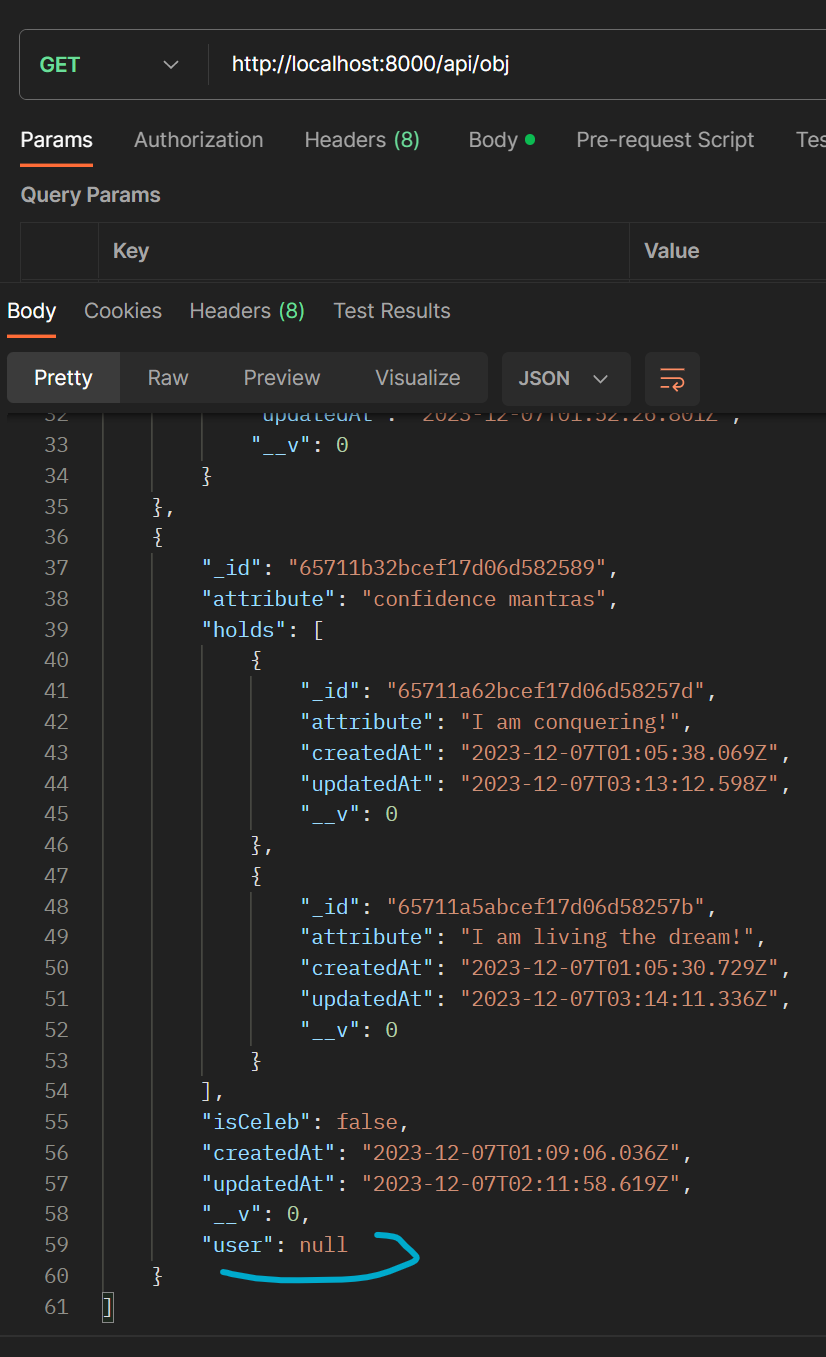 GET http://localhost:8000/api/obj
Params Authorization Headers (8) Body Pre-request Script Tes
Query Params
Key Value
Body Cookies Headers (8) Test Results
Pretty Raw Preview Visualize JSON
32 "updatedAt": "2023-12-07T01:52:26.801Z",
33 "__v": 0
34 }
35 },
36 {
37 "_id": "65711b32bcef17d06d582589",
38 "attribute": "confidence mantras",
39 "holds": [
40 {
41 "_id": "65711a62bcef17d06d58257d",
42 "attribute": "I am conquering!",
43 "createdAt": "2023-12-07T01:05:38.069Z",
44 "updatedAt": "2023-12-07T03:13:12.598Z",
45 "__v": 0
46 },
47 {
48 "_id": "65711a5abcef17d06d58257b",
49 "attribute": "I am living the dream!",
50 "createdAt": "2023-12-07T01:05:30.729Z",
51 "updatedAt": "2023-12-07T03:14:11.336Z",
52 "__v": 0
53 }
54 ],
55 "isCeleb": false,
56 "createdAt": "2023-12-07T01:09:06.036Z",
57 "updatedAt": "2023-12-07T02:11:58.619Z",
58 "__v": 0,
59 "user": null
60 }
61 ]